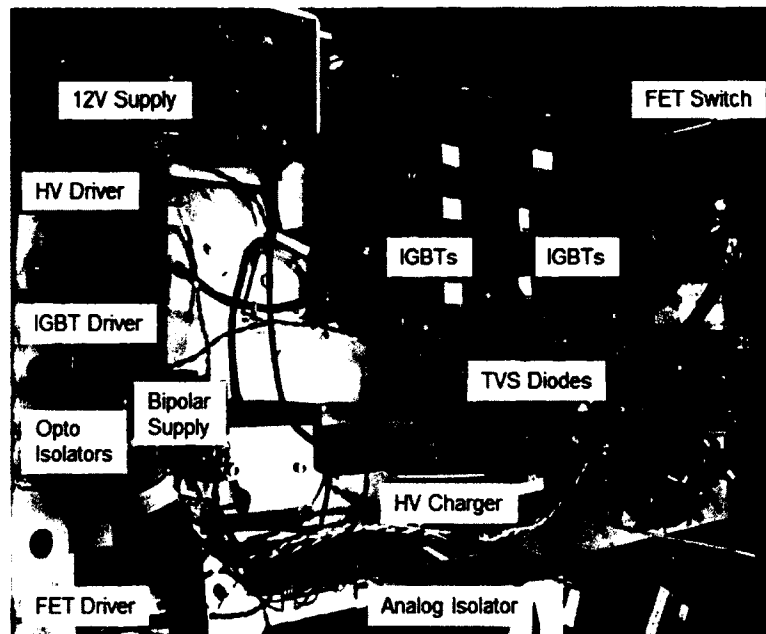 12V Supply
FET Switch
HV Driver
IGBTs
IGBTs
IGBT Driver
TVS Diodes
Bipolar
Supply
Opto
Isolators
HV Charger
FET Driver
Analog Isolator